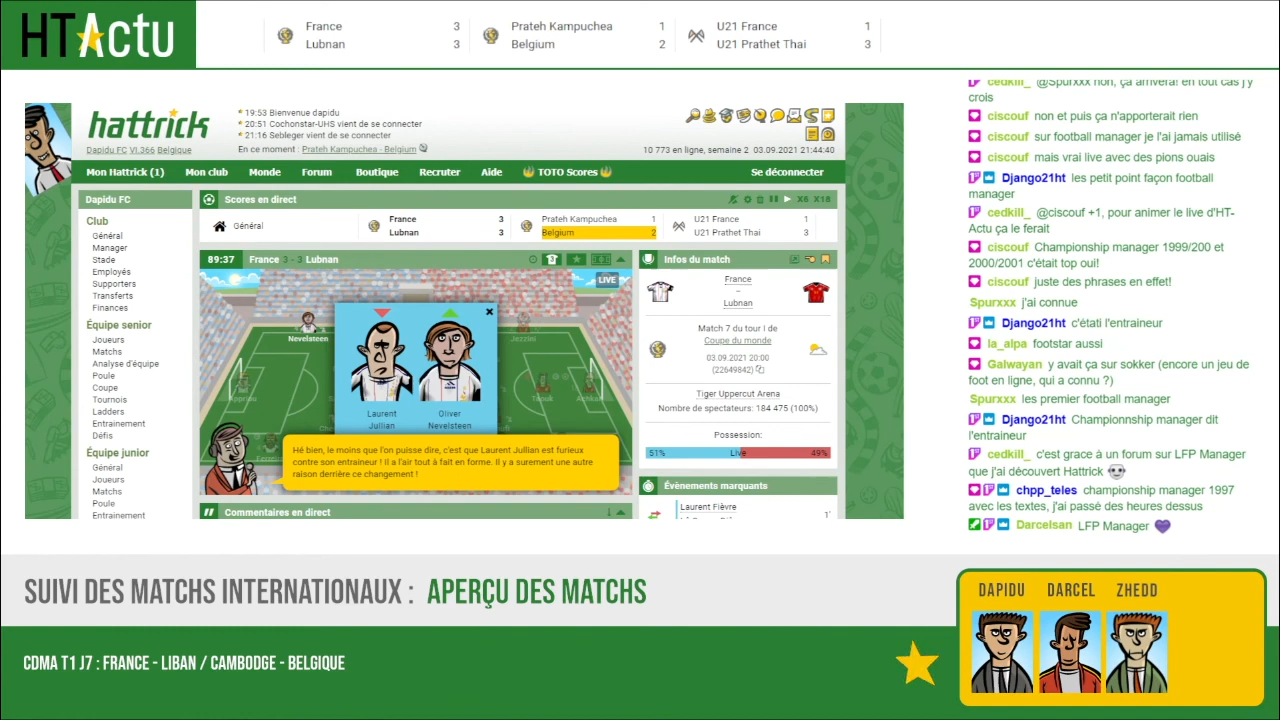 HTActu
France 3
Lubnan 3
Prateh Kampuchea 1
Belgium 2
U21 France 1
U21 Prathet Thai 3
hattrick
Dapidu FC VI.366 Belgique
19:53 Bienvenue dapidu
20:51 Cochonstar-UHS vient de se connecter
21:16 Sebleger vient de se connecter
En ce moment : Prateh Kampuchea - Belgium
10 773 en ligne, semaine 2 03.09.2021 21:44:40
Mon Hattrick (1) Mon club Monde Forum Boutique Recruter Aide TOTO Scores Se déconnecter
Dapidu FC
Club
Général
Manager
Stade
Employés
Supporters
Transferts
Finances
Équipe senior
Joueurs
Matchs
Analyse d'équipe
Poule
Coupe
Tournois
Ladders
Entrainement
Défis
Équipe junior
Général
Joueurs
Matchs
Poule
Entrainement
Scores en direct
X6 X18
Général
France 3
Lubnan 3
Prateh Kampuchea 1
Belgium 2
U21 France 1
U21 Prathet Thai 3
89:37 France 3 - 3 Lubnan
LIVE
Nevelsteen
Jezzini
Laurent
Jullian
Oliver
Nevelsteen
Hé bien, le moins que l'on puisse dire, c'est que Laurent Jullian est furieux
contre son entraineur ! Il a l'air tout à fait en forme. Il y a surement une autre
raison derrière ce changement !
Commentaires en direct
Infos du match
France
-
Lubnan
Match 7 du tour I de
Coupe du monde
03.09.2021 20:00
(22649842)
Tiger Uppercut Arena
Nombre de spectateurs: 184 475 (100%)
Possession:
51% Live 49%
Évènements marquants
Laurent Fièvre
1'
cedkill_ @Spurxxx non, ça arrivera! en tout cas j'y
crois
ciscouf non et puis ça n'apporterait rien
ciscouf sur football manager je l'ai jamais utilisé
ciscouf mais vrai live avec des pions ouais
Django21ht les petit point façon football
manager
cedkill_ @ciscouf +1, pour animer le live d'HT-
Actu ça le ferait
ciscouf Championship manager 1999/200 et
2000/2001 c'était top oui!
ciscouf juste des phrases en effet!
Spurxxx j'ai connue
Django21ht c'étati l'entraineur
la_alpa footstar aussi
Galwayan y avait ça sur sokker (encore un jeu de
foot en ligne, qui a connu ?)
Spurxxx les premier football manager
Django21ht Championnship manager dit
l'entraineur
cedkill_ c'est grace à un forum sur LFP Manager
que j'ai découvert Hattrick
chpp_teles championship manager 1997
avec les textes, j'ai passé des heures dessus
Darcelsan LFP Manager
SUIVI DES MATCHS INTERNATIONAUX : APERÇU DES MATCHS
CDMA T1 J7 : FRANCE - LIBAN / CAMBODGE - BELGIQUE
DAPIDU DARCEL ZHEDD